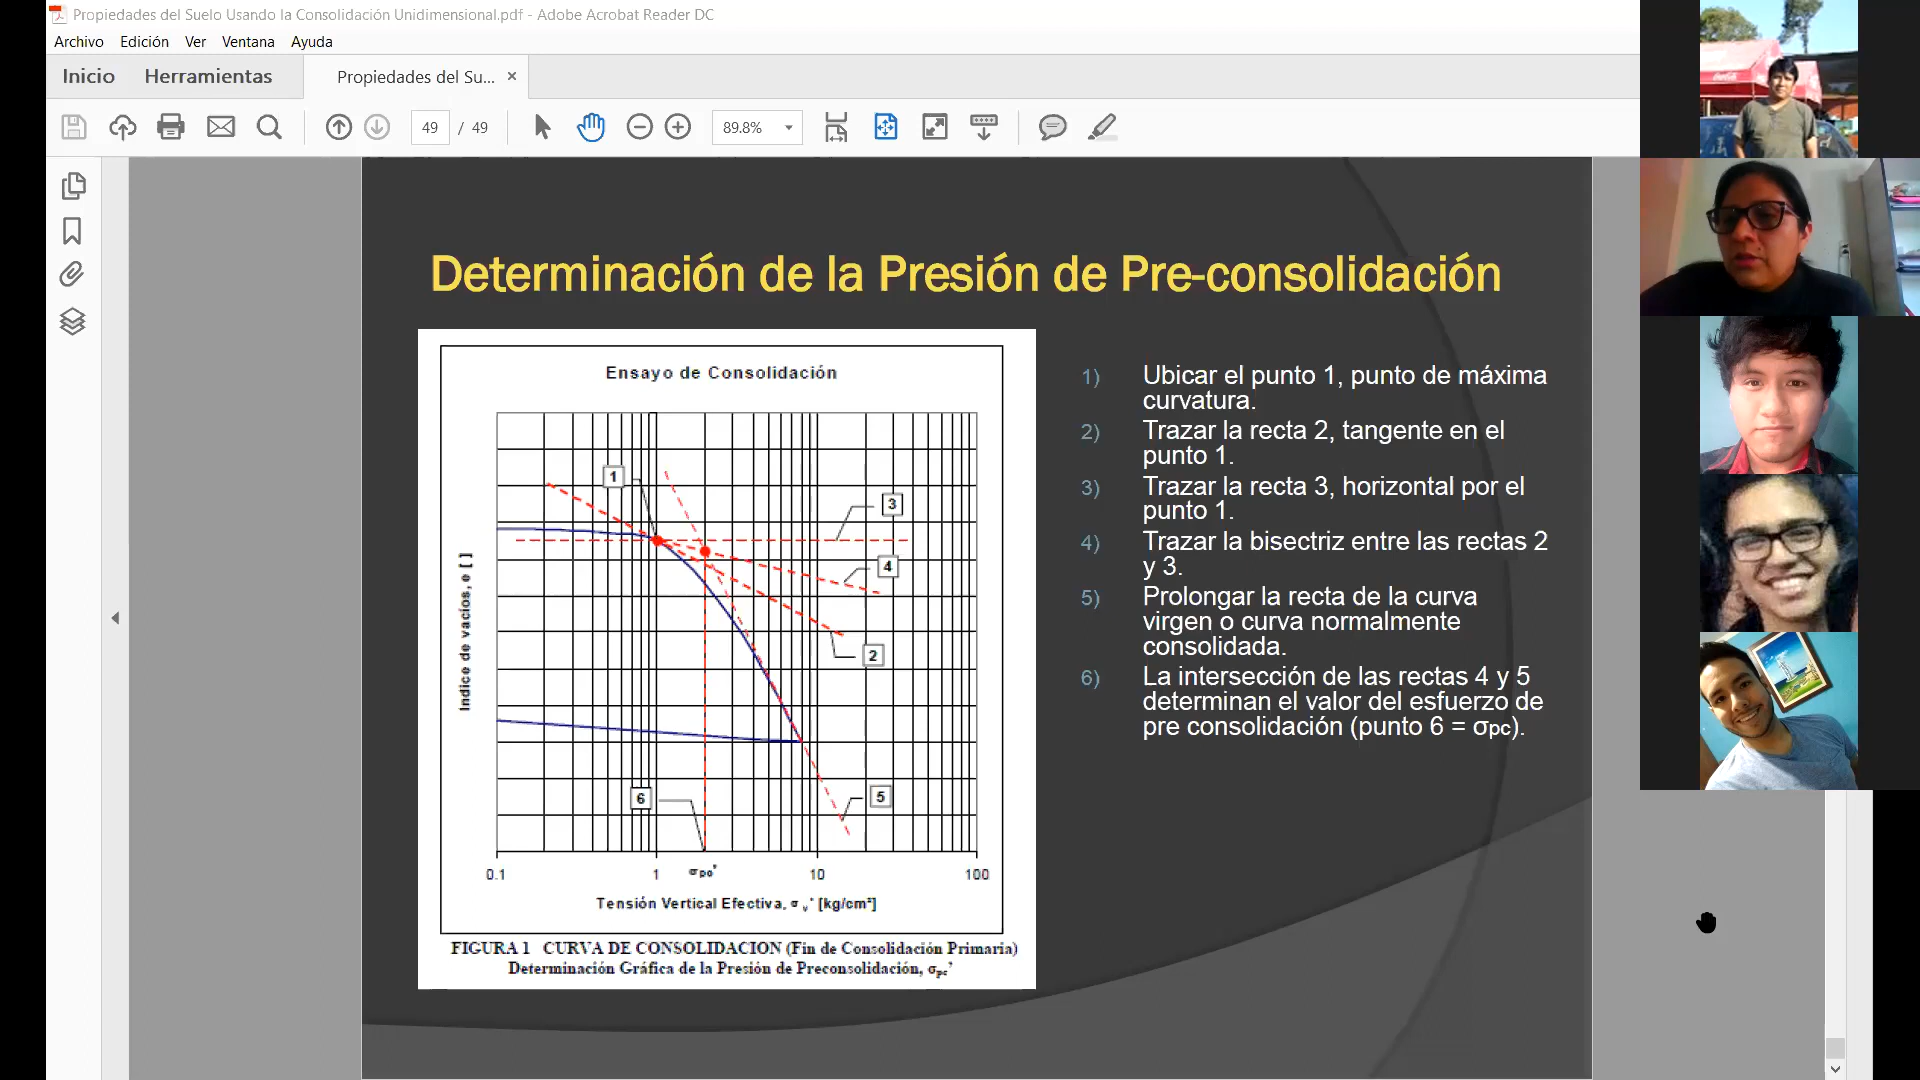 Propiedades del Suelo Usando la Consolidación Unidimensional.pdf - Adobe Acrobat Reader DC
Archivo Edición Ver Ventana Ayuda
Inicio Herramientas Propiedades del Su... ×
49 / 49 89.8%
Determinación de la Presión de Pre-consolidación
Ensayo de Consolidación
1
3
4
2
6
5
Indice de vacíos, e [ ]
0.1 1 σpo' 10 100
Tensión Vertical Efectiva, σv' [kg/cm²]
FIGURA 1 CURVA DE CONSOLIDACION (Fin de Consolidación Primaria)
Determinación Gráfica de la Presión de Preconsolidación, σpc'
1) Ubicar el punto 1, punto de máxima
curvatura.
2) Trazar la recta 2, tangente en el
punto 1.
3) Trazar la recta 3, horizontal por el
punto 1.
4) Trazar la bisectriz entre las rectas 2
y 3.
5) Prolongar la recta de la curva
virgen o curva normalmente
consolidada.
6) La intersección de las rectas 4 y 5
determinan el valor del esfuerzo de
pre consolidación (punto 6 = σpc).